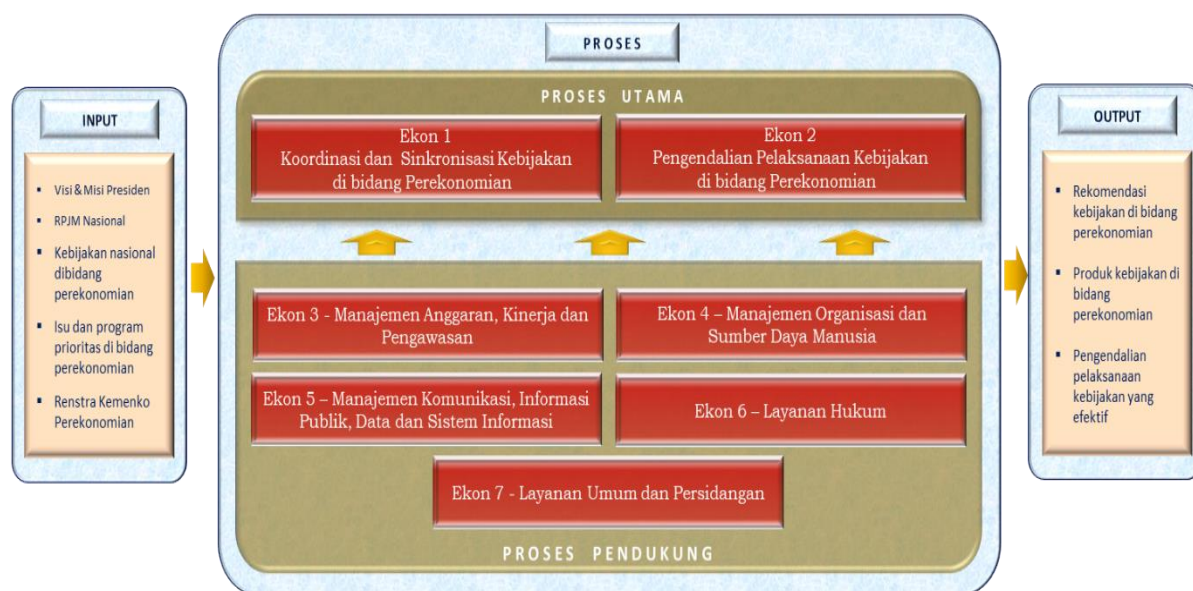 INPUT
Visi & Misi Presiden
RPJM Nasional
Kebijakan nasional
dibidang
perekonomian
Isu dan program
prioritas di bidang
perekonomian
Renstra Kemenko
Perekonomian
PROSES
PROSES UTAMA
Ekon 1
Koordinasi dan Sinkronisasi Kebijakan
di bidang Perekonomian
Ekon 2
Pengendalian Pelaksanaan Kebijakan
di bidang Perekonomian
Ekon 3 - Manajemen Anggaran, Kinerja dan
Pengawasan
Ekon 4 – Manajemen Organisasi dan
Sumber Daya Manusia
Ekon 5 – Manajemen Komunikasi, Informasi
Publik, Data dan Sistem Informasi
Ekon 6 – Layanan Hukum
Ekon 7 - Layanan Umum dan Persidangan
PROSES PENDUKUNG
OUTPUT
Rekomendasi
kebijakan di bidang
perekonomian
Produk kebijakan di
bidang
perekonomian
Pengendalian
pelaksanaan
kebijakan yang
efektif